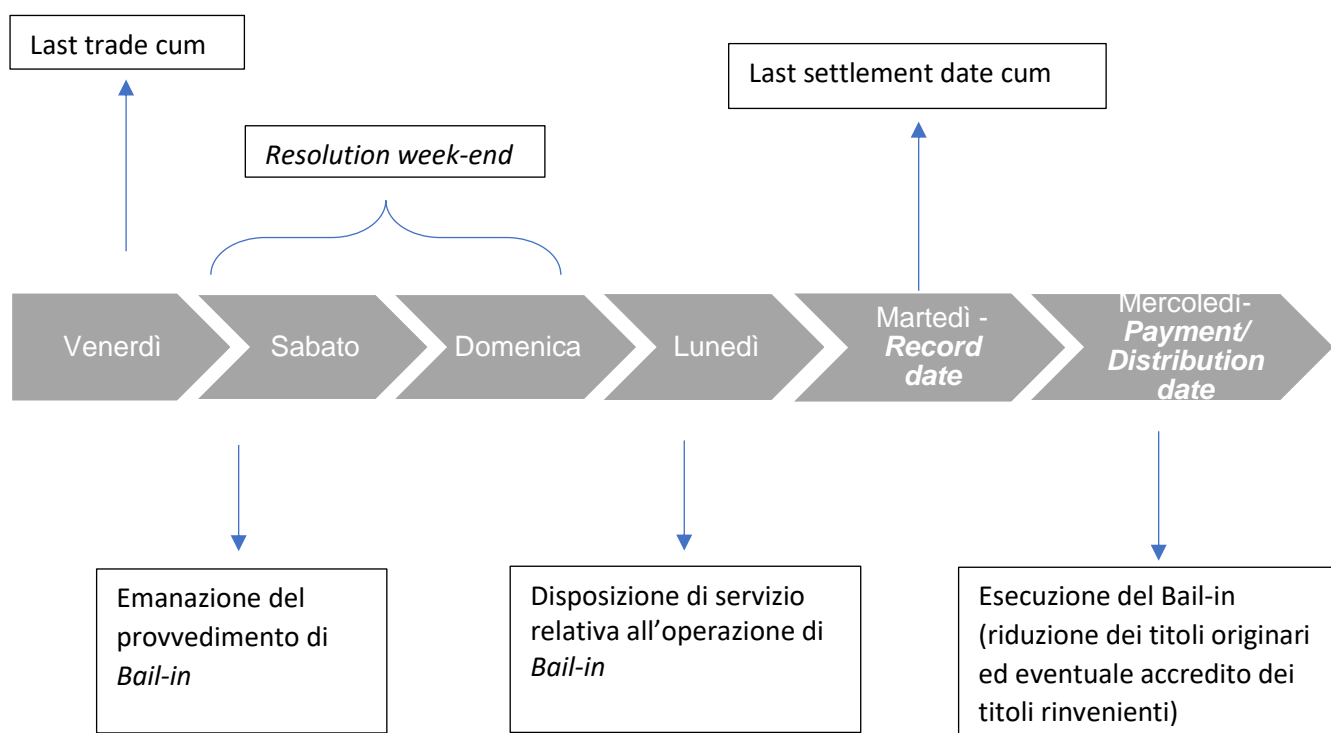 Last trade cum
Last settlement date cum
Resolution week-end
Venerdì
Sabato
Domenica
Lunedì
Martedì -
Record
date
Mercoledì-
Payment/
Distribution
date
Emanazione del
provvedimento di
Bail-in
Disposizione di servizio
relativa all’operazione di
Bail-in
Esecuzione del Bail-in
(riduzione dei titoli originari
ed eventuale accredito dei
titoli rinvenienti)